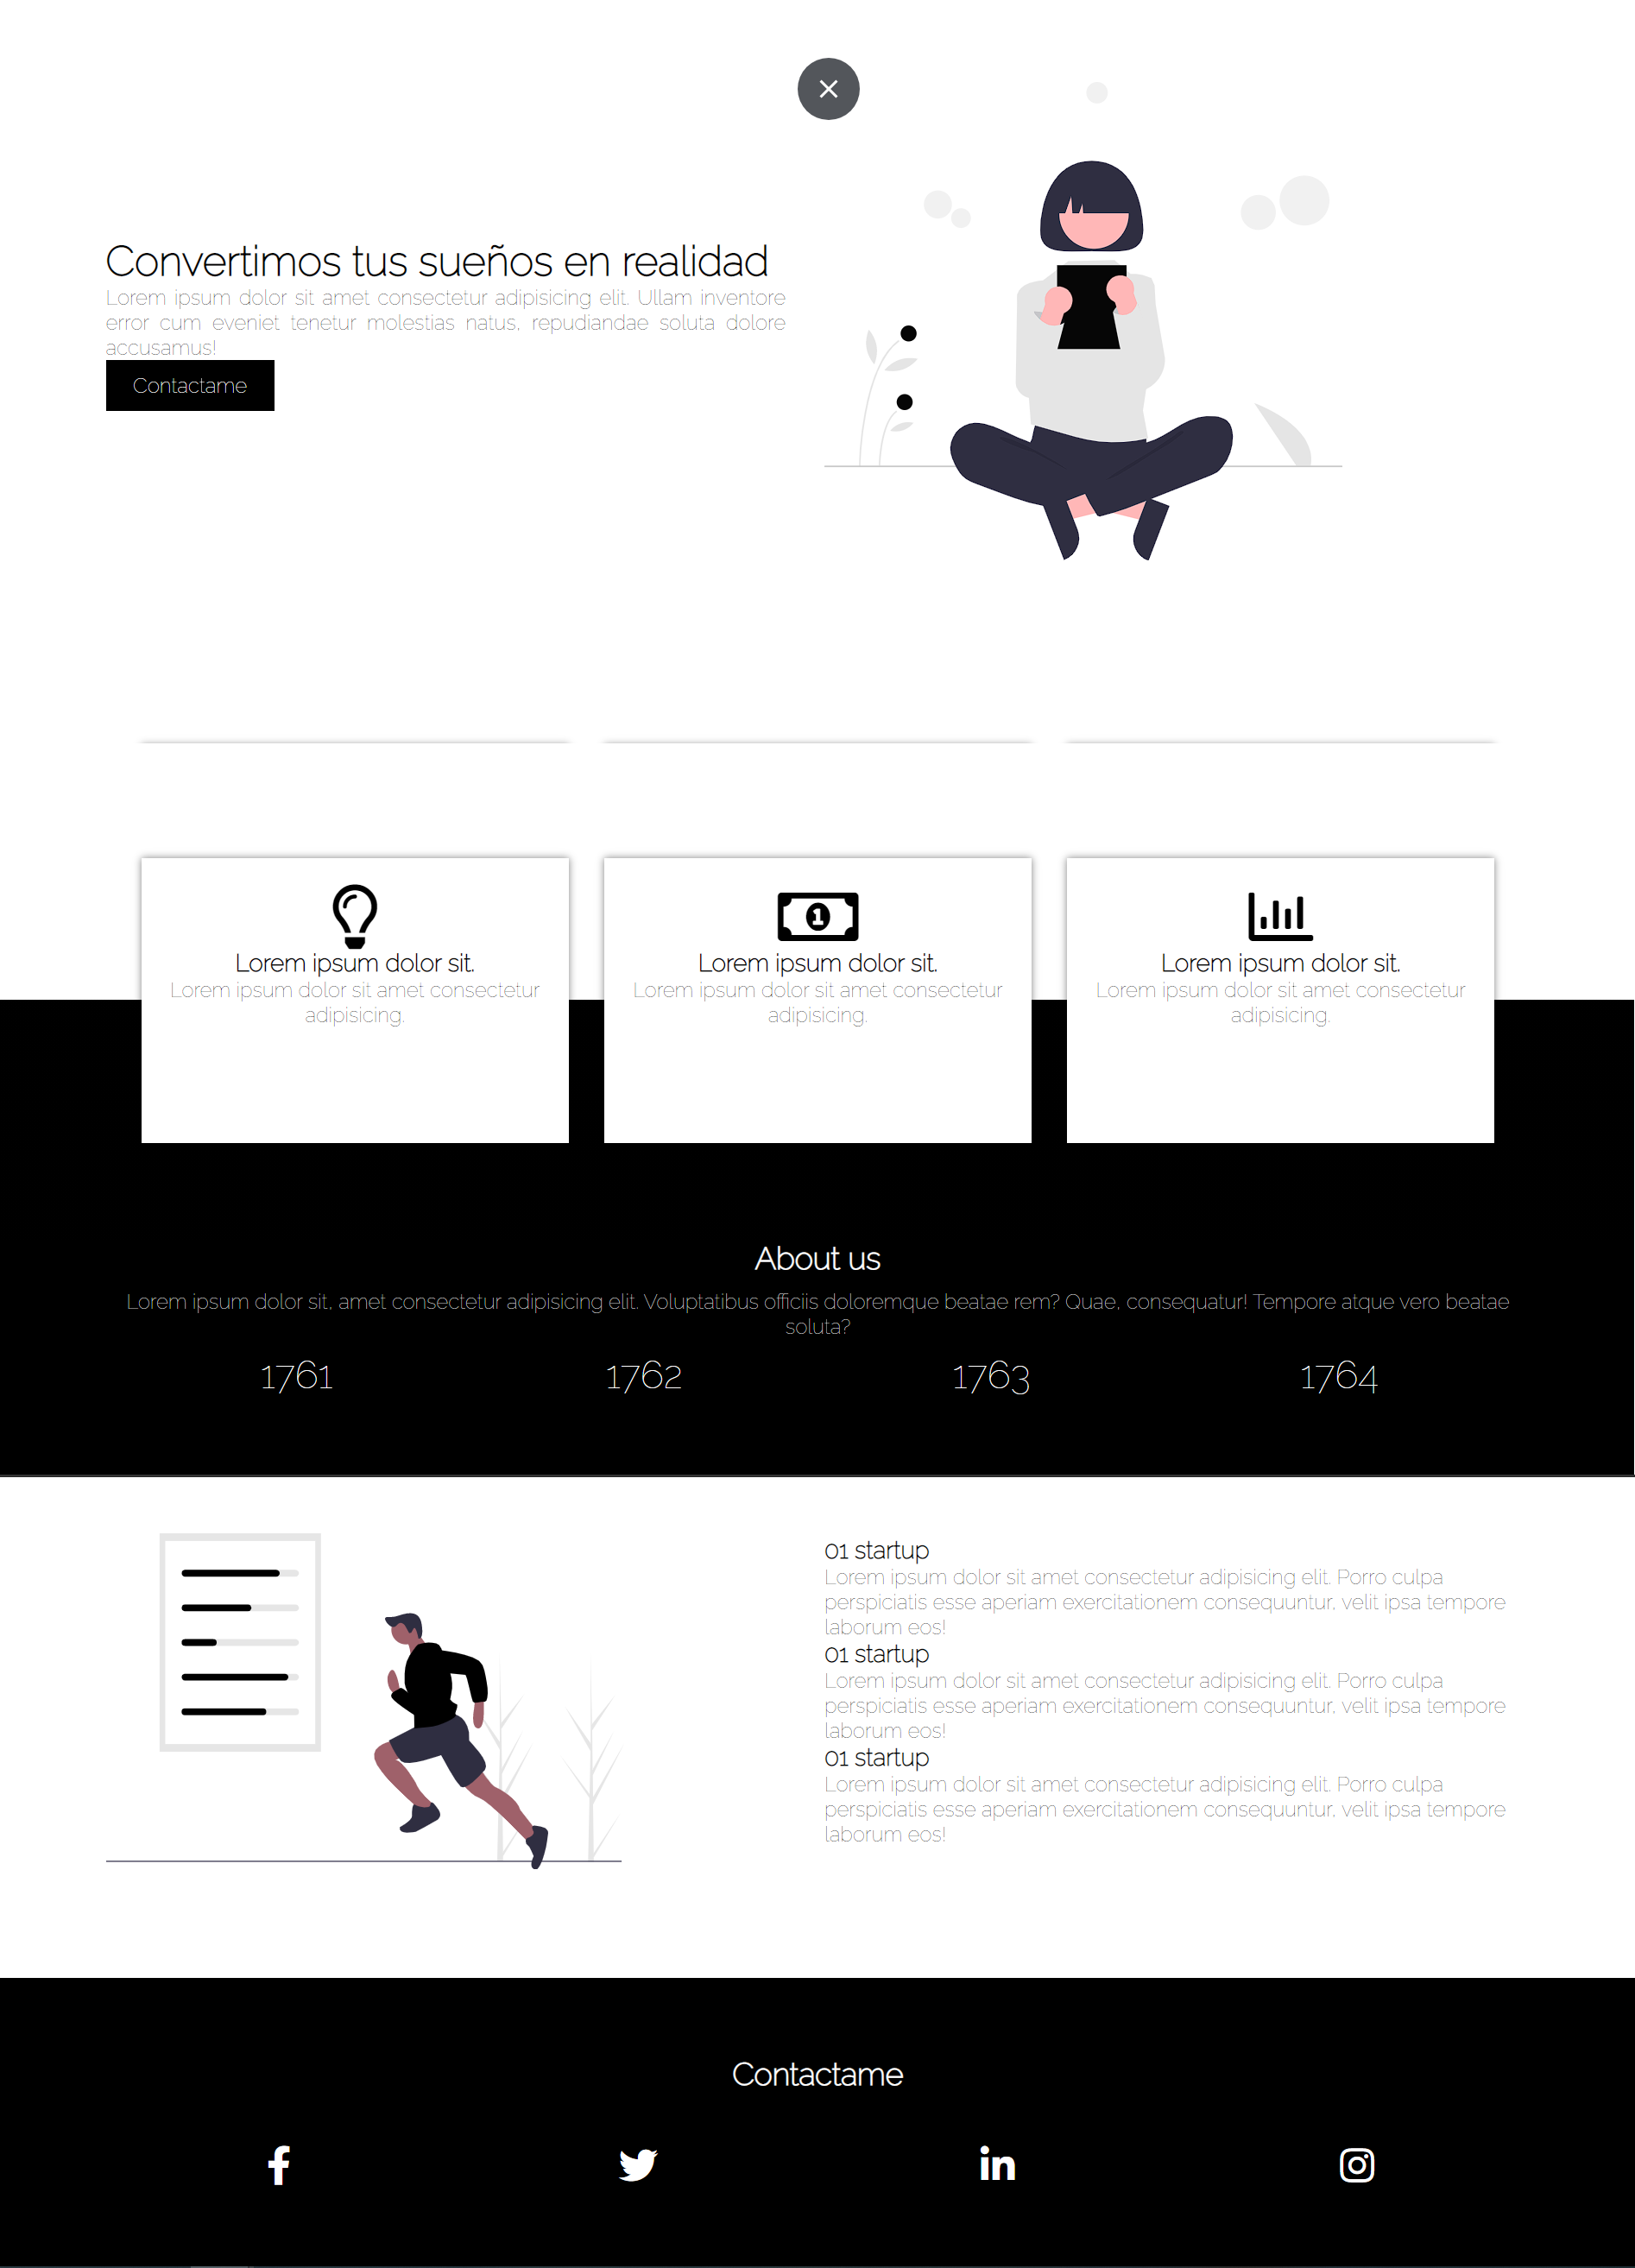 Convertimos tus sueños en realidad
Lorem ipsum dolor sit amet consectetur adipisicing elit. Ullam inventore
error cum eveniet tenetur molestias natus, repudiandae soluta dolore
accusamus!
Contactame
Lorem ipsum dolor sit.
Lorem ipsum dolor sit amet consectetur
adipisicing.
Lorem ipsum dolor sit.
Lorem ipsum dolor sit amet consectetur
adipisicing.
Lorem ipsum dolor sit.
Lorem ipsum dolor sit amet consectetur
adipisicing.
About us
Lorem ipsum dolor sit, amet consectetur adipisicing elit. Voluptatibus officiis doloremque beatae rem? Quae, consequatur! Tempore atque vero beatae
soluta?
1761 1762 1763 1764
01 startup
Lorem ipsum dolor sit amet consectetur adipisicing elit. Porro culpa
perspiciatis esse aperiam exercitationem consequuntur, velit ipsa tempore
laborum eos!
01 startup
Lorem ipsum dolor sit amet consectetur adipisicing elit. Porro culpa
perspiciatis esse aperiam exercitationem consequuntur, velit ipsa tempore
laborum eos!
01 startup
Lorem ipsum dolor sit amet consectetur adipisicing elit. Porro culpa
perspiciatis esse aperiam exercitationem consequuntur, velit ipsa tempore
laborum eos!
Contactame